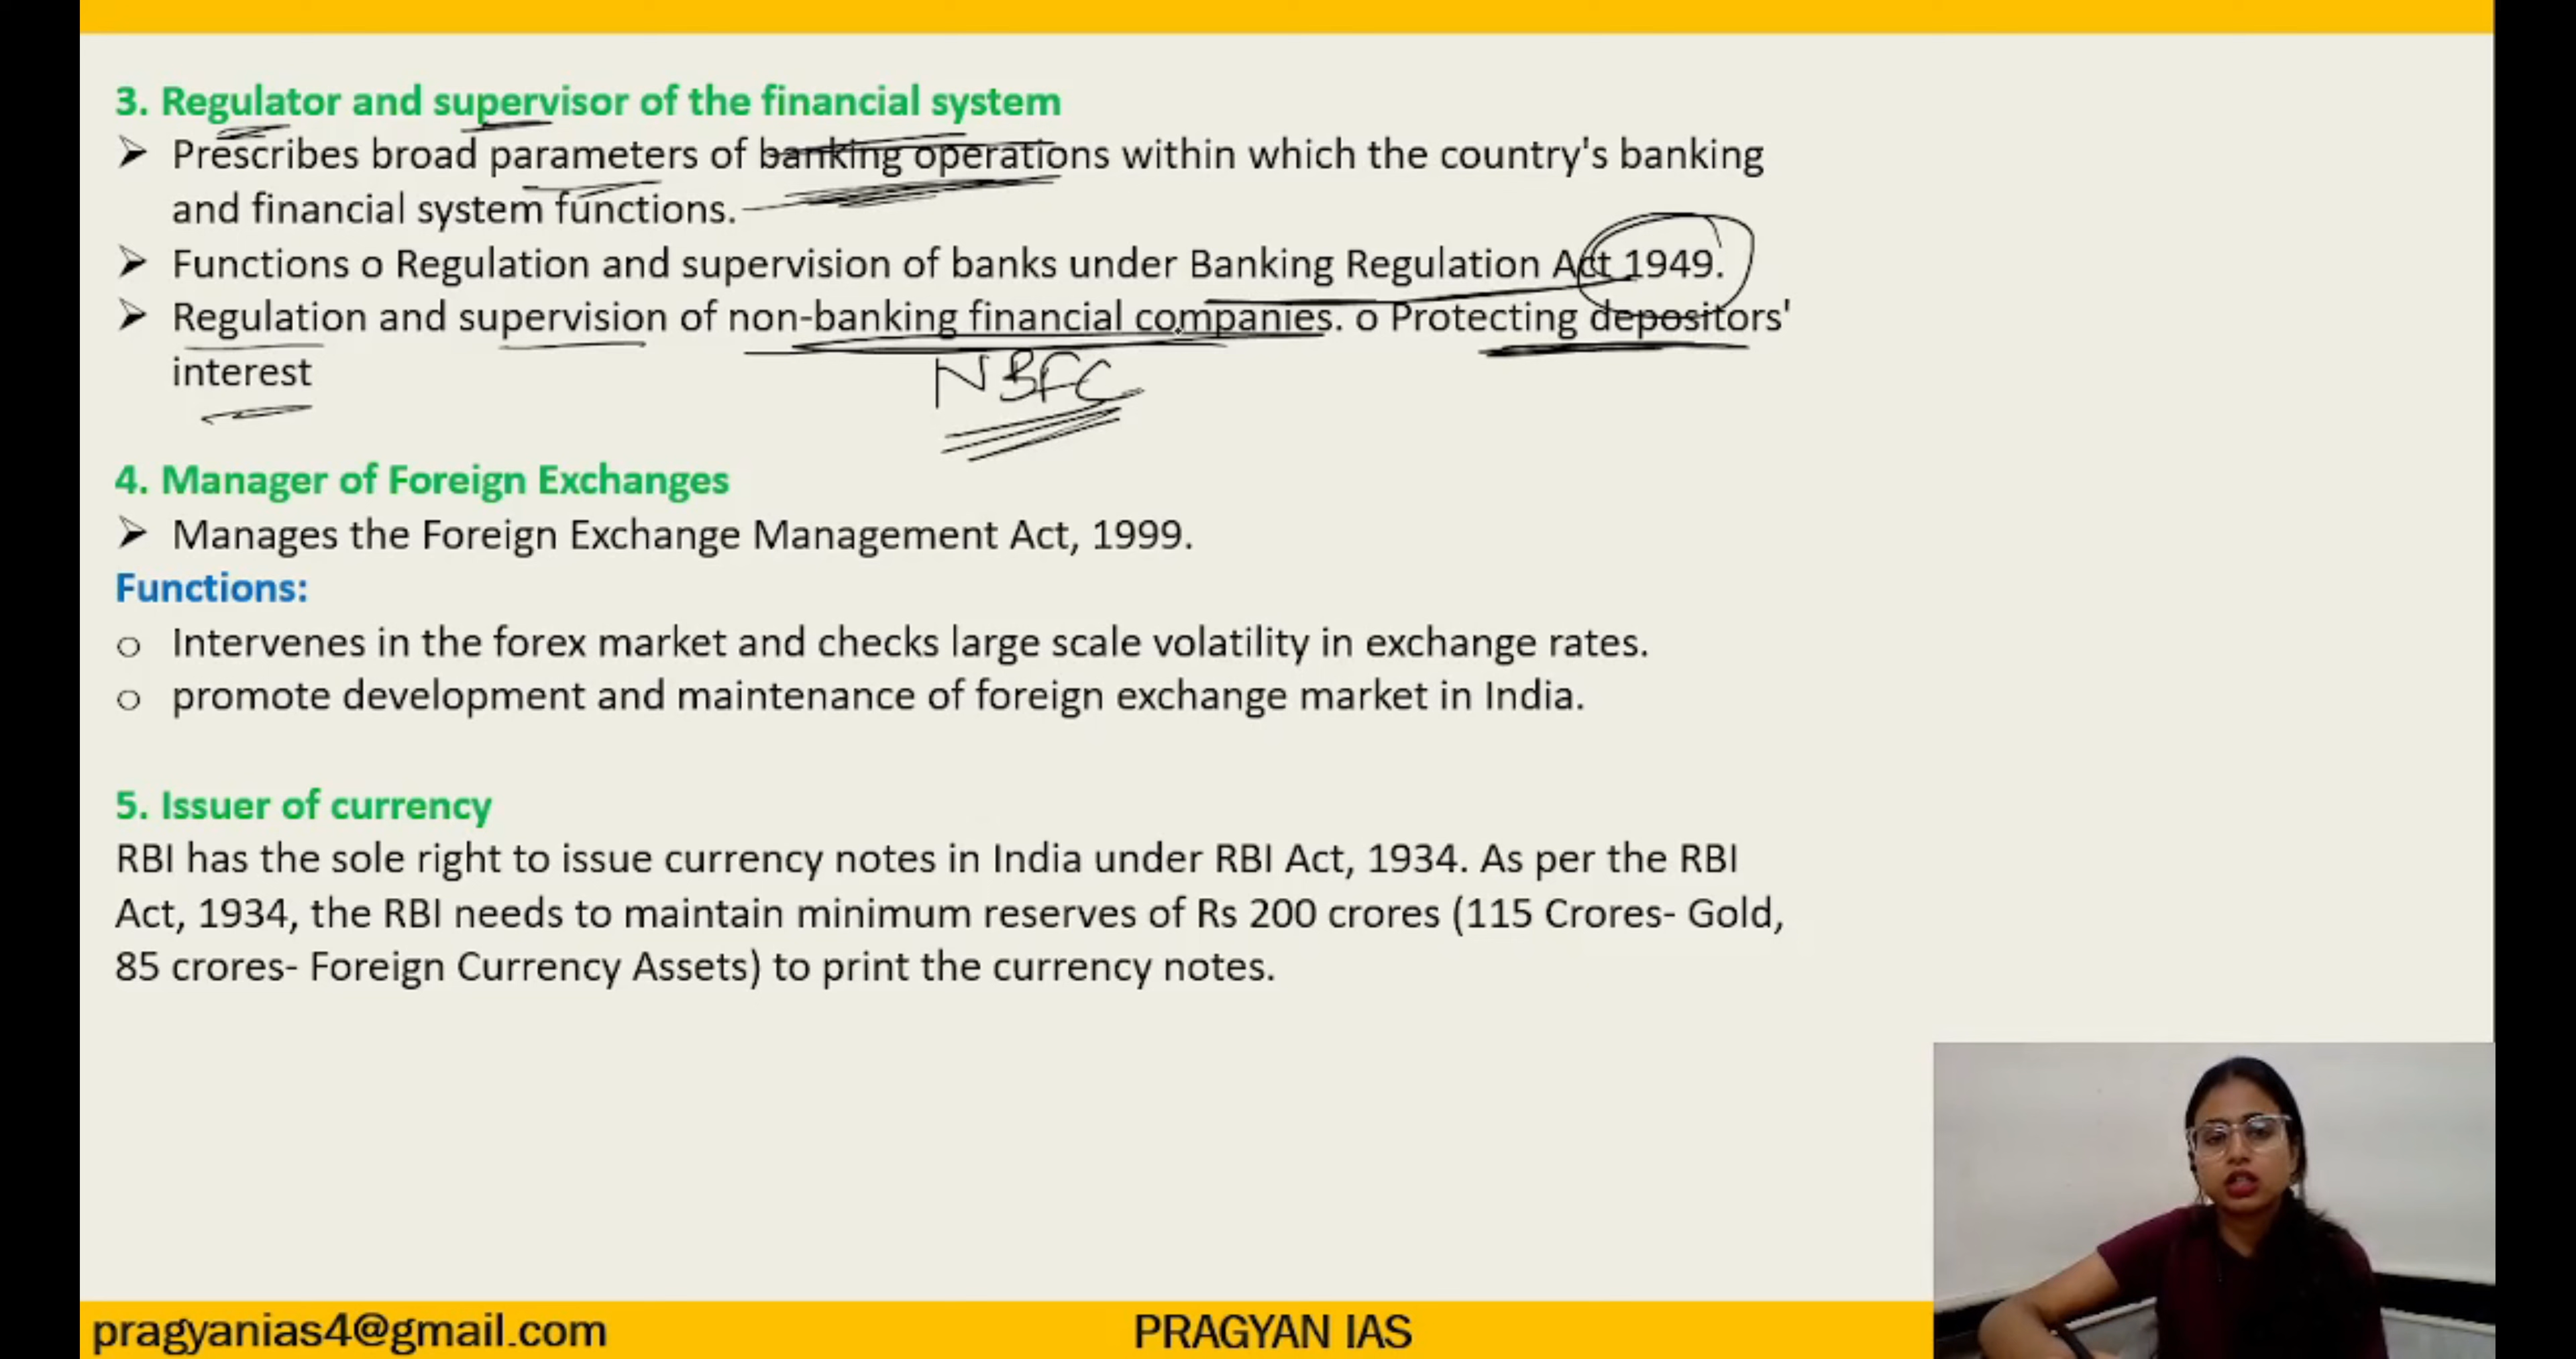 3. Regulator and supervisor of the financial system
➤ Prescribes broad parameters of banking operations within which the country's banking
and financial system functions.
➤ Functions o Regulation and supervision of banks under Banking Regulation Act 1949.
➤ Regulation and supervision of non-banking financial companies. o Protecting depositors'
interest
NBFC
4. Manager of Foreign Exchanges
➤ Manages the Foreign Exchange Management Act, 1999.
Functions:
o Intervenes in the forex market and checks large scale volatility in exchange rates.
o promote development and maintenance of foreign exchange market in India.
5. Issuer of currency
RBI has the sole right to issue currency notes in India under RBI Act, 1934. As per the RBI
Act, 1934, the RBI needs to maintain minimum reserves of Rs 200 crores (115 Crores- Gold,
85 crores- Foreign Currency Assets) to print the currency notes.
pragyanias4@gmail.com PRAGYAN IAS